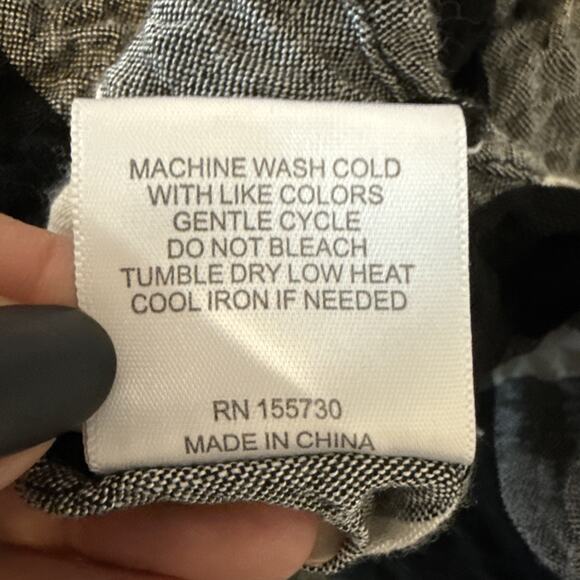 MACHINE WASH COLD
WITH LIKE COLORS
GENTLE CYCLE
DO NOT BLEACH
TUMBLE DRY LOW HEAT
COOL IRON IF NEEDED
RN 155730
MADE IN CHINA